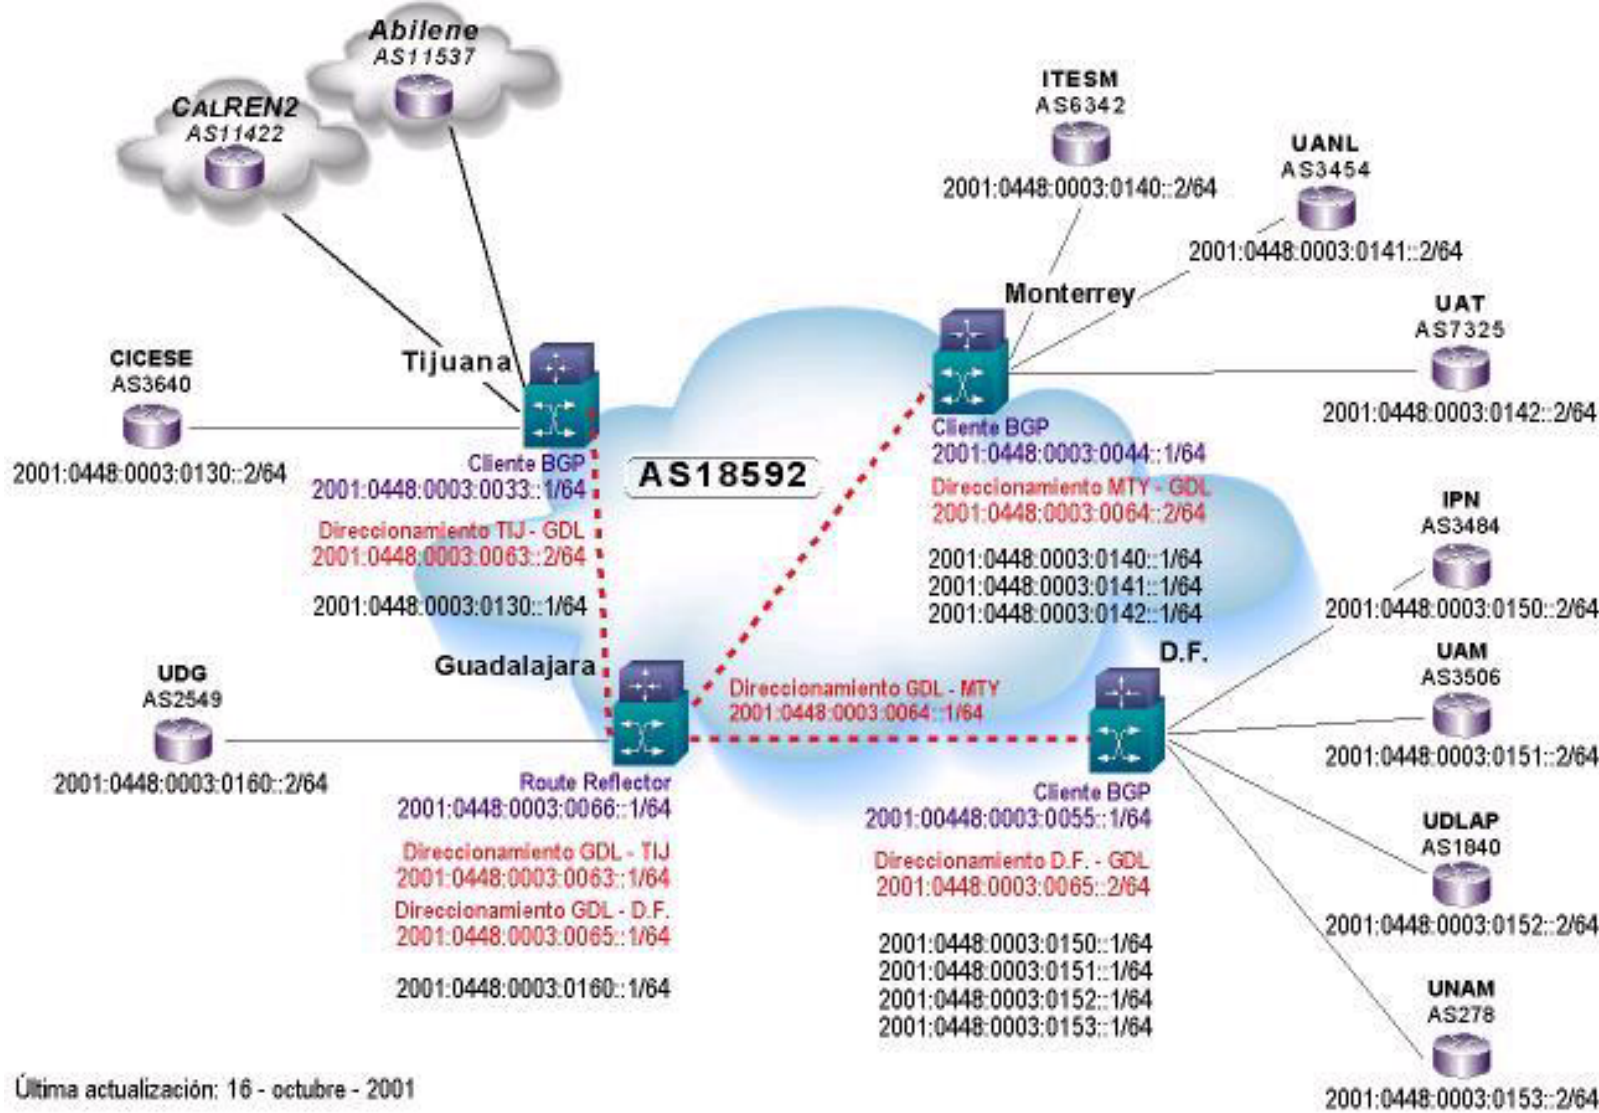 Abilene
AS11537
CALREN2
AS11422
ITESM
AS6342
2001:0448:0003:0140::2/64
UANL
AS3454
2001:0448:0003:0141::2/64
Monterrey
UAT
AS7325
2001:0448:0003:0142::2/64
Tijuana
CICESE
AS3640
2001:0448:0003:0130::2/64
Cliente BGP
2001:0448:0003:0033::1/64
Direccionamiento TIJ - GDL
2001:0448:0003:0063::2/64
2001:0448:0003:0130::1/64
AS18592
Cliente BGP
2001:0448:0003:0044::1/64
Direccionamiento MTY - GDL
2001:0448:0003:0064::2/64
2001:0448:0003:0140::1/64
2001:0448:0003:0141::1/64
2001:0448:0003:0142::1/64
IPN
AS3484
2001:0448:0003:0150::2/64
D.F.
UAM
AS3506
2001:0448:0003:0151::2/64
Guadalajara
UDG
AS2549
2001:0448:0003:0160::2/64
Direccionamiento GDL - MTY
2001:0448:0003:0064::1/64
Route Reflector
2001:0448:0003:0066::1/64
Direccionamiento GDL - TIJ
2001:0448:0003:0063::1/64
Direccionamiento GDL - D.F.
2001:0448:0003:0065::1/64
2001:0448:0003:0160::1/64
Cliente BGP
2001:00448:0003:0055::1/64
Direccionamiento D.F. - GDL
2001:0448:0003:0065::2/64
2001:0448:0003:0150::1/64
2001:0448:0003:0151::1/64
2001:0448:0003:0152::1/64
2001:0448:0003:0153::1/64
UDLAP
AS1840
2001:0448:0003:0152::2/64
UNAM
AS278
2001:0448:0003:0153::2/64
Última actualización: 16 - octubre - 2001